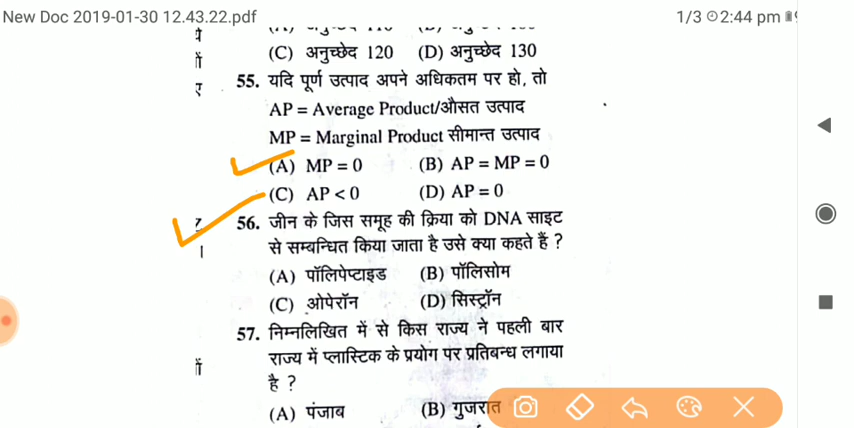 New Doc 2019-01-30 12.43.22.pdf
1/3 2:44 pm
(C) अनुच्छेद 120 (D) अनुच्छेद 130
55. यदि पूर्ण उत्पाद अपने अधिकतम पर हो, तो
AP = Average Product/औसत उत्पाद
MP = Marginal Product सीमान्त उत्पाद
(A) MP = 0 (B) AP = MP = 0
(C) AP < 0 (D) AP = 0
56. जीन के जिस समूह की क्रिया को DNA साइट
से सम्बन्धित किया जाता है उसे क्या कहते हैं ?
(A) पॉलिपेप्टाइड (B) पॉलिसोम
(C) ओपेरॉन (D) सिस्ट्रॉन
57. निम्नलिखित में से किस राज्य ने पहली बार
राज्य में प्लास्टिक के प्रयोग पर प्रतिबन्ध लगाया
है ?
(A) पंजाब (B) गुजरात